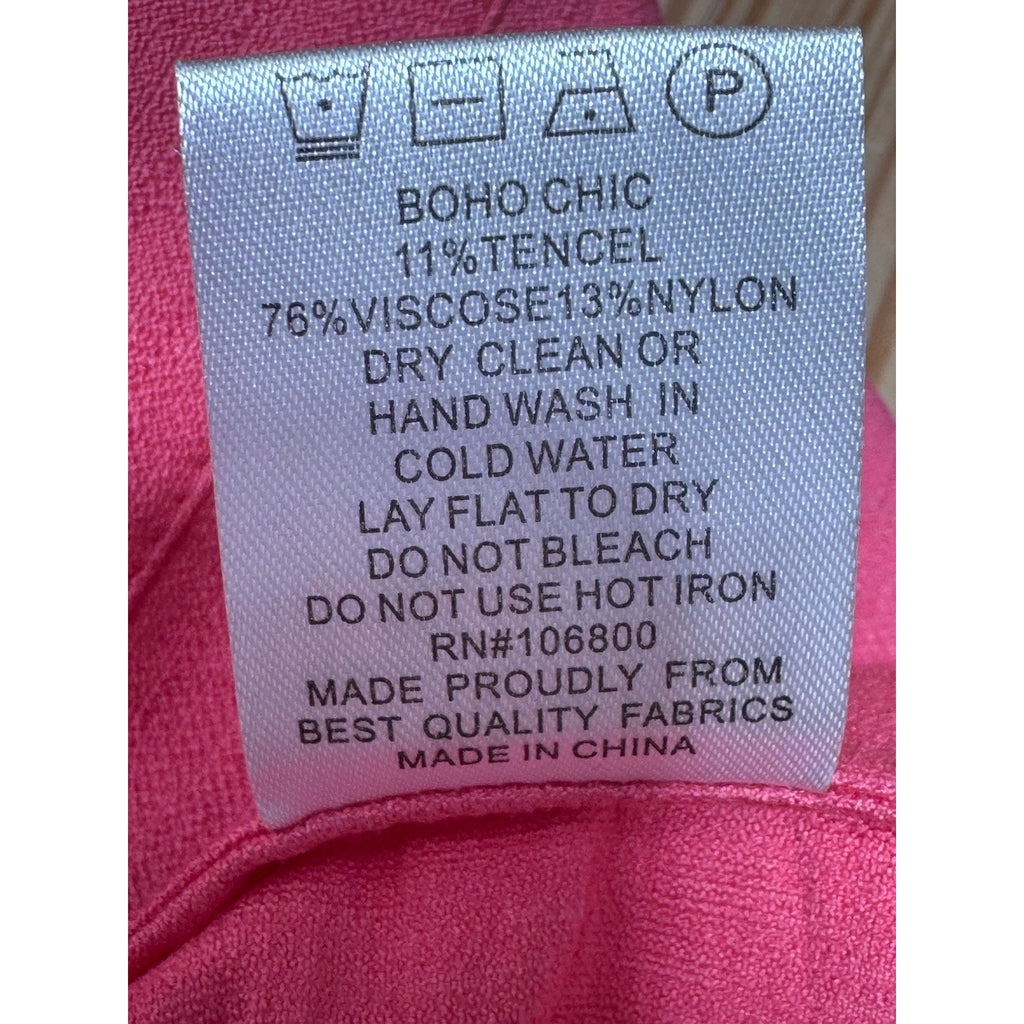 P
BOHO CHIC
11%TENCEL
76%VISCOSE13%NYLON
DRY CLEAN OR
HAND WASH IN
COLD WATER
LAY FLAT TO DRY
DO NOT BLEACH
DO NOT USE HOT IRON
RN#106800
MADE PROUDLY FROM
BEST QUALITY FABRICS
MADE IN CHINA